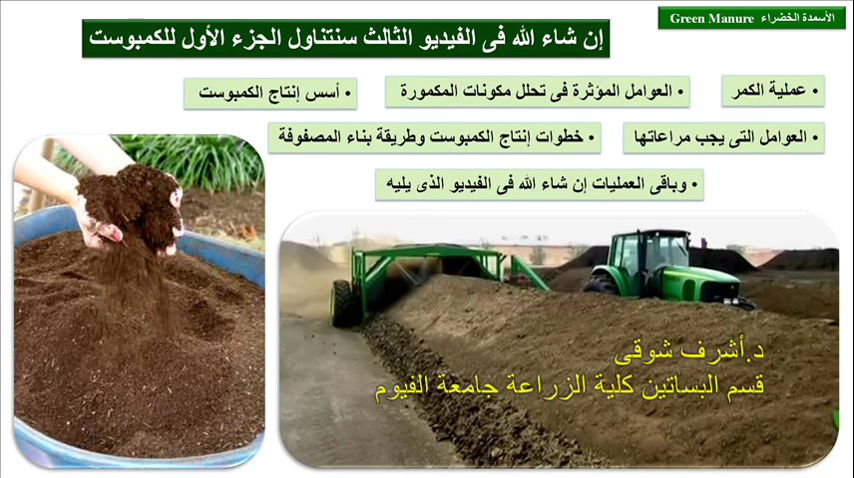 الأسمدة الخضراء Green Manure
إن شاء الله فى الفيديو الثالث سنتناول الجزء الأول للكمبوست
• عملية الكمر
• العوامل المؤثرة فى تحلل مكونات المكمورة
• أسس إنتاج الكمبوست
• العوامل التى يجب مراعاتها
• خطوات إنتاج الكمبوست وطريقة بناء المصفوفة
• وباقى العمليات إن شاء الله فى الفيديو الذى يليه
د.أشرف شوقى
قسم البساتين كلية الزراعة جامعة الفيوم